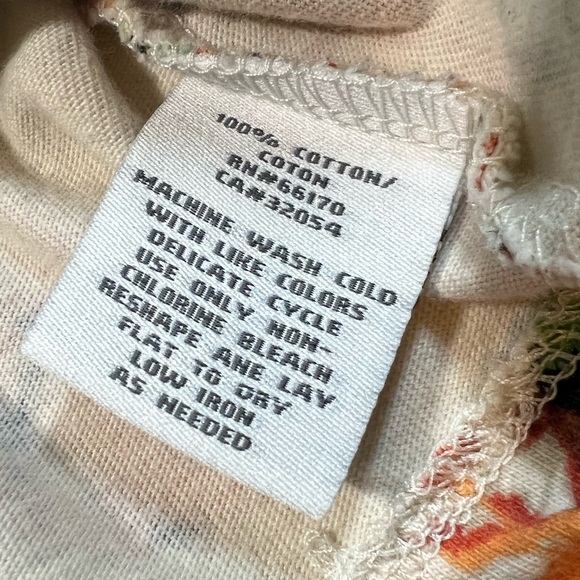 100% COTTON/
COTON
RN#66170
CA#32054
MACHINE WASH COLD
WITH LIKE COLORS
DELICATE CYCLE
USE ONLY NON-
CHLORINE BLEACH
RESHAPE ANE LAY
FLAT TO DRY
LOW IRON
AS NEEDED